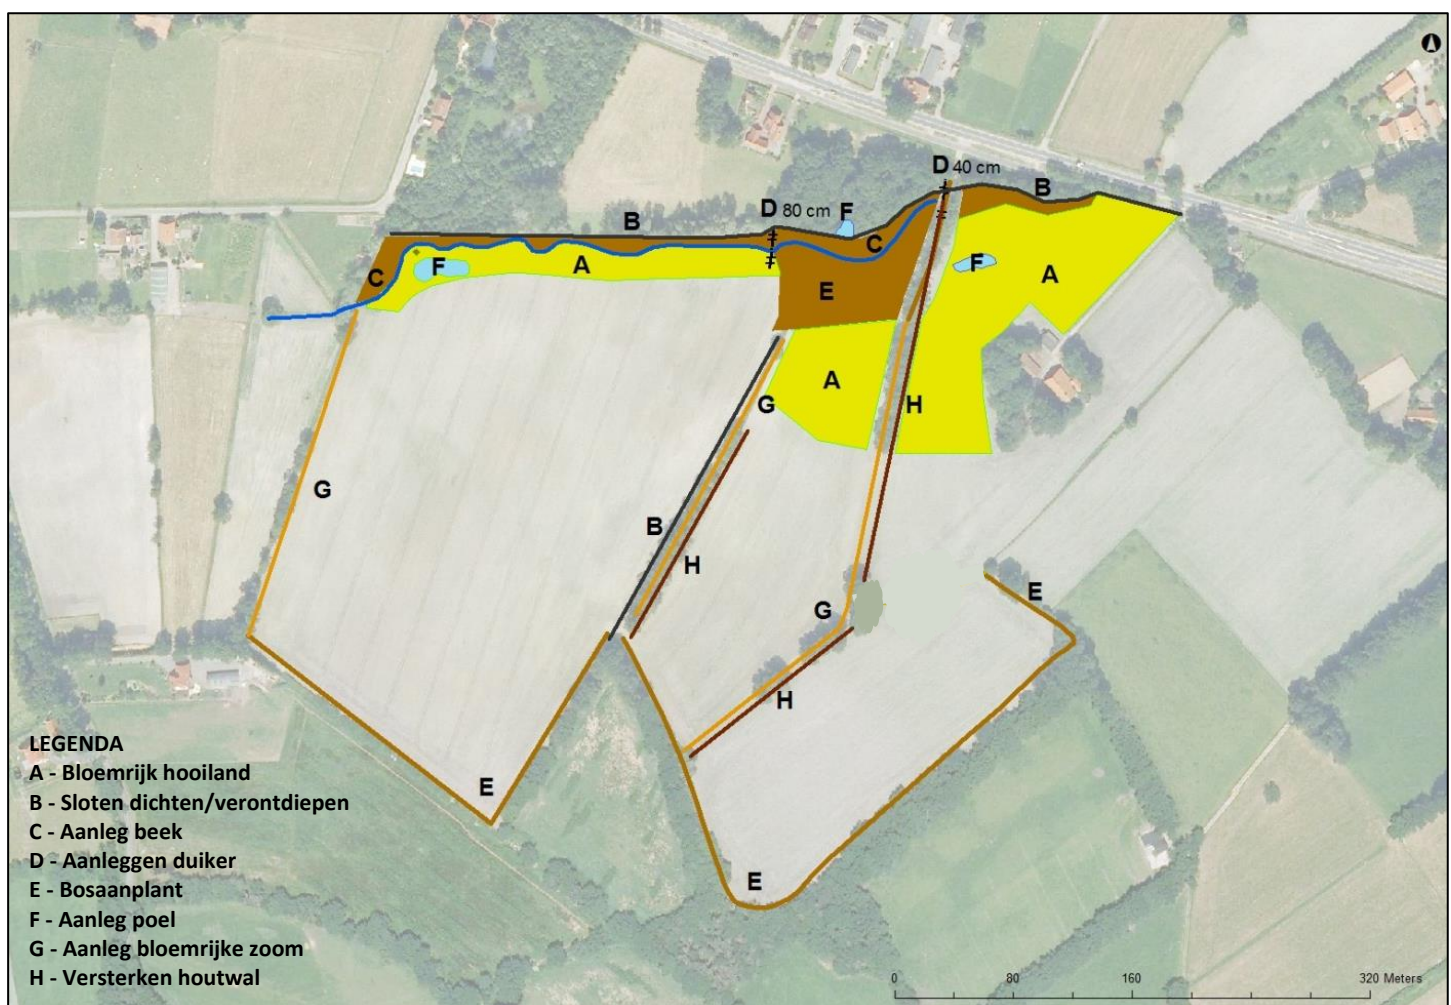 D 40 cm
B
D 80 cm
F
B
C
F
A
F
A
C
E
A
G
H
G
B
H
E
G
H
E
E
LEGENDA
A - Bloemrijk hooiland
B - Sloten dichten/verontdiepen
C - Aanleg beek
D - Aanleggen duiker
E - Bosaanplant
F - Aanleg poel
G - Aanleg bloemrijke zoom
H - Versterken houtwal
0 80 160 320 Meters